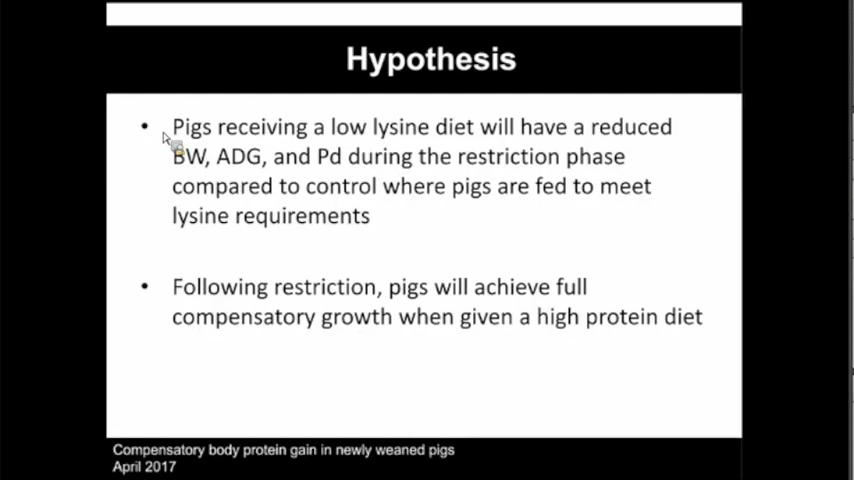 Hypothesis
• Pigs receiving a low lysine diet will have a reduced
BW, ADG, and Pd during the restriction phase
compared to control where pigs are fed to meet
lysine requirements
• Following restriction, pigs will achieve full
compensatory growth when given a high protein diet
Compensatory body protein gain in newly weaned pigs
April 2017